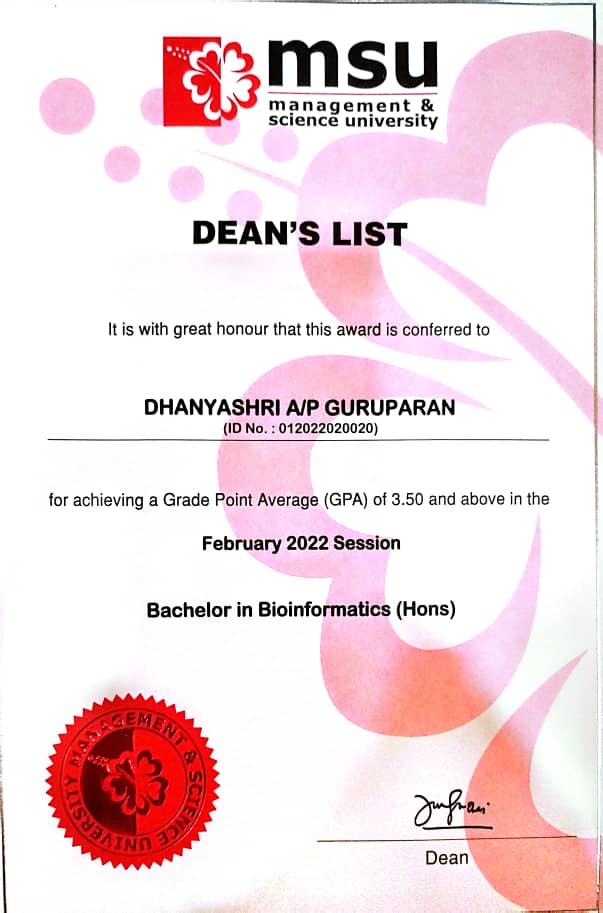 msu
management &
science university
DEAN'S LIST
It is with great honour that this award is conferred to
DHANYASHRI A/P GURUPARAN
(ID No. : 012022020020)
for achieving a Grade Point Average (GPA) of 3.50 and above in the
February 2022 Session
Bachelor in Bioinformatics (Hons)
MANAGEMENT & SCIENCE UNIVERSITY
Dean